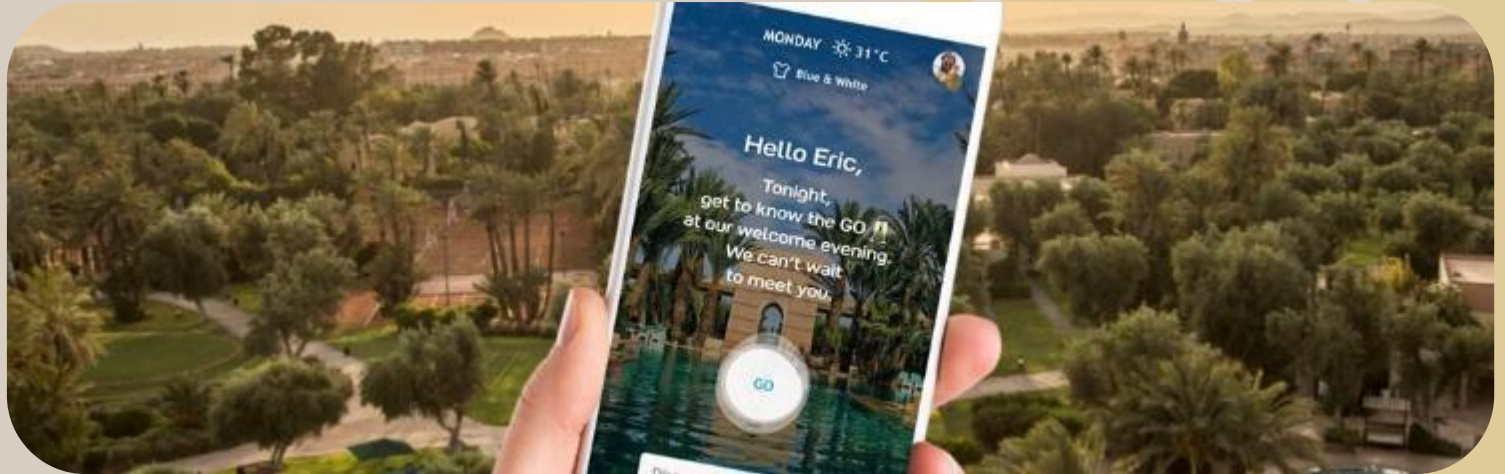 MONDAY 31°C
Blue & White
Hello Eric,
Tonight,
get to know the GO
at our welcome evening.
We can't wait
to meet you.
GO